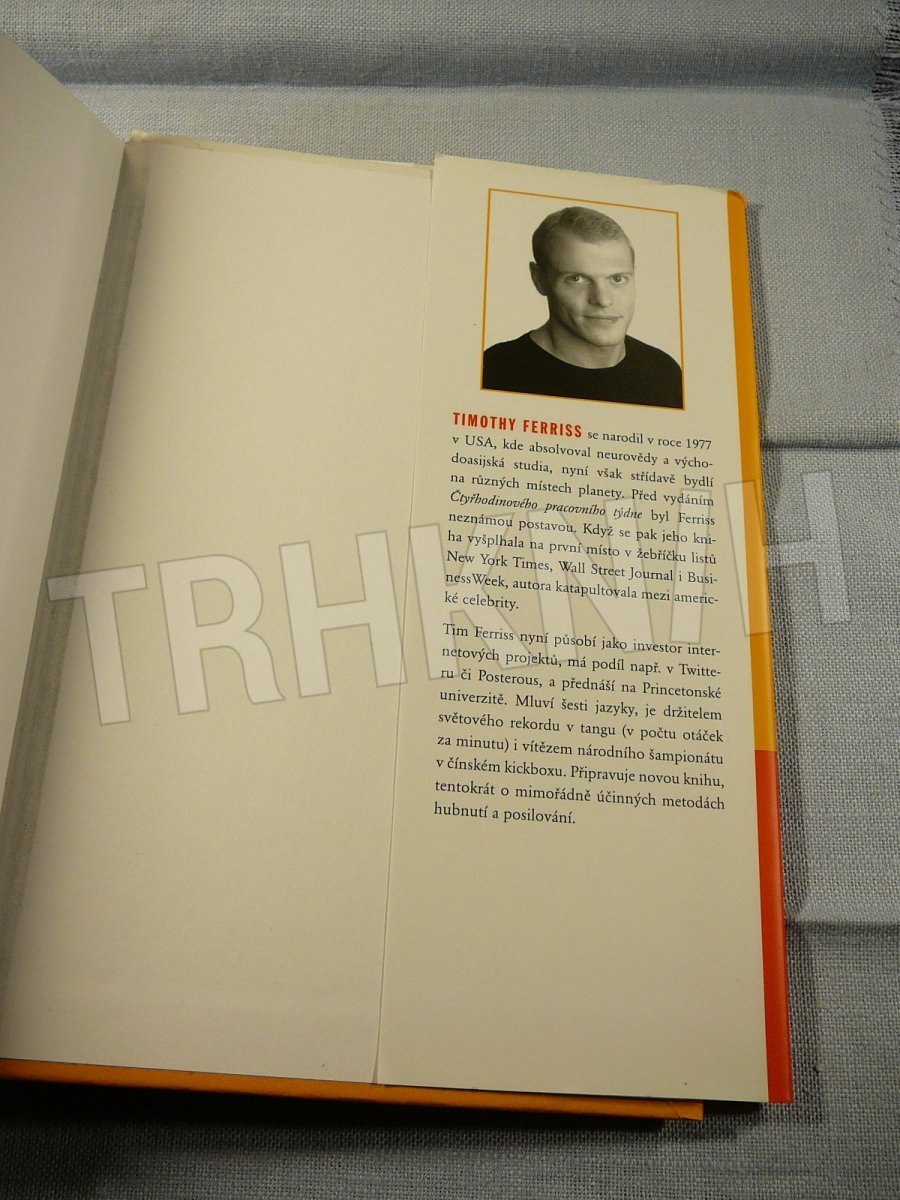 TIMOTHY FERRISS se narodil v roce 1977
v USA, kde absolvoval neurovědy a výcho-
doasijská studia, nyní však střídavě bydlí
na různých místech planety. Před vydáním
Čtyřhodinového pracovního týdne byl Ferriss
neznámou postavou. Když se pak jeho kni-
ha vyšplhala na první místo v žebříčku listů
New York Times, Wall Street Journal i Busi-
nessWeek, autora katapultovala mezi americ-
ké celebrity.
Tim Ferriss nyní působí jako investor inter-
netových projektů, má podíl např. v Twitte-
ru či Posterous, a přednáší na Princetonské
univerzitě. Mluví šesti jazyky, je držitelem
světového rekordu v tangu (v počtu otáček
za minutu) i vítězem národního šampionátu
v čínském kickboxu. Připravuje novou knihu,
tentokrát o mimořádně účinných metodách
hubnutí a posilování.
TRHKNIH